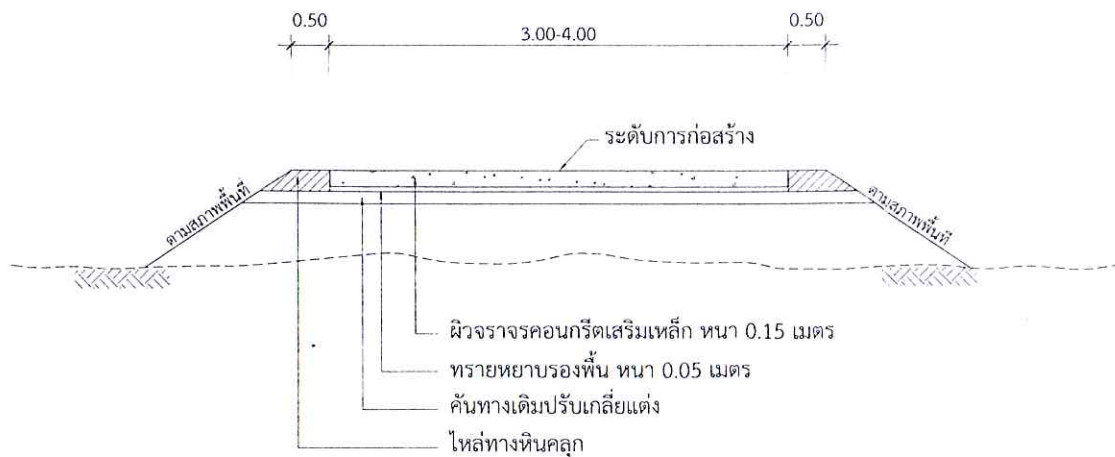 0.50
3.00-4.00
0.50
ระดับการก่อสร้าง
ตามสภาพพื้นที่
ตามสภาพพื้นที่
ผิวจราจรคอนกรีตเสริมเหล็ก หนา 0.15 เมตร
ทรายหยาบรองพื้น หนา 0.05 เมตร
คันทางเดิมปรับเกลี่ยแต่ง
ไหล่ทางหินคลุก